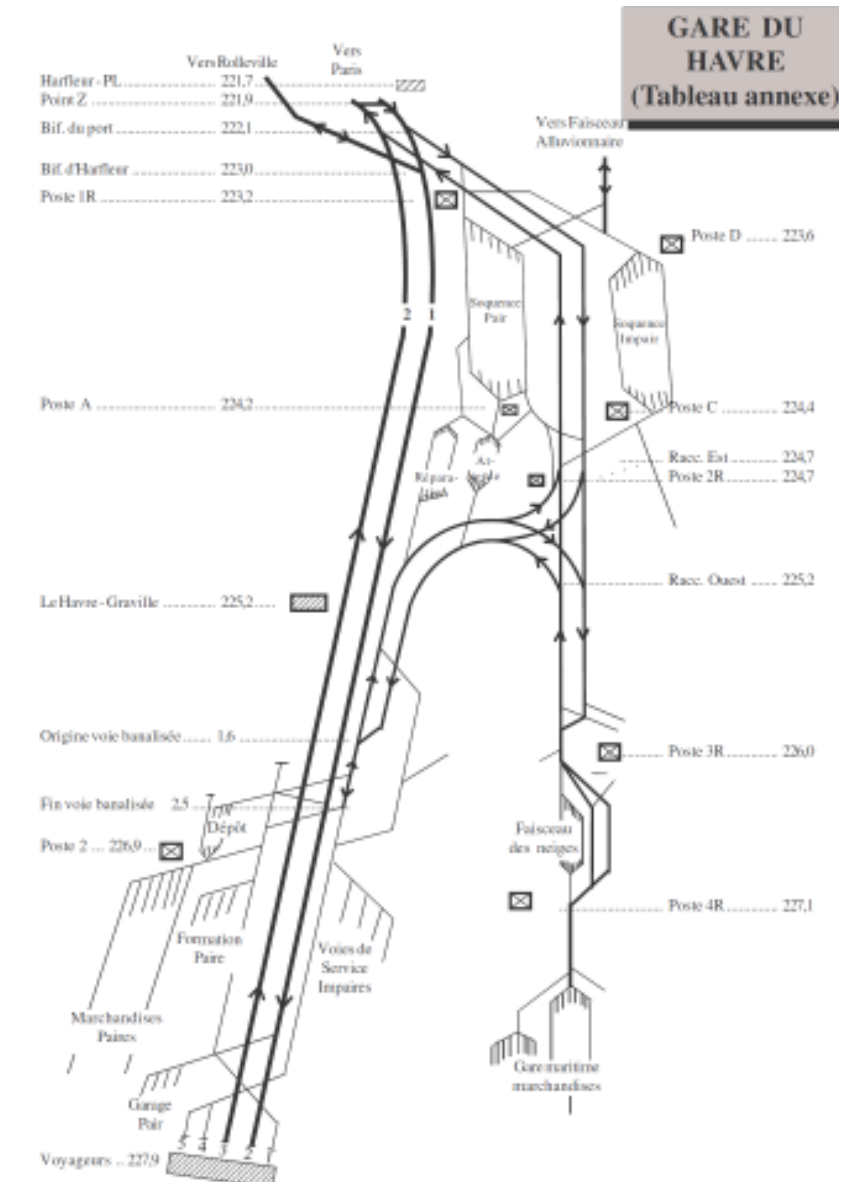 GARE DU
HAVRE
(Tableau annexe)
Vers Rolleville
Vers
Paris
Harfleur - PL 221,7
Point Z 221,9
Bif. du port 222,1
Vers Faisceau
Alluvionnaire
Bif. d'Harfleur 223,0
Poste 1R 223,2
Poste D 223,6
2 1
Soquence
Pair
Soquence
Impair
Poste A 224,2
Poste C 224,4
Racc. Est 224,7
Poste 2R 224,7
Répara-
At-
Racc. Ouest 225,2
Le Havre - Graville 225,2
Origine voie banalisée 1,6
Poste 3R 226,0
Fin voie banalisée 2,5
Dépôt
Faisceau
des neiges
Poste 2 ... 226,9
Poste 4R 227,1
Formation
Paire
Voies de
Service
Impaires
Marchandises
Paires
Gare maritime
marchandises
Garage
Pair
5 4 3 2 1
Voyageurs .. 227,9